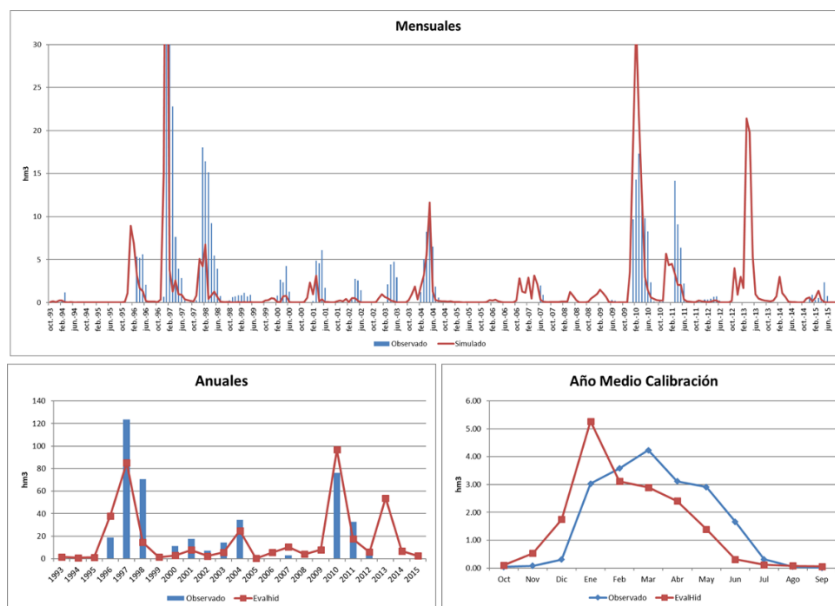 Mensuales
hm3
30
25
20
15
10
5
0
oct.-93
feb.-94
jun.-94
oct.-94
feb.-95
jun.-95
oct.-95
feb.-96
jun.-96
oct.-96
feb.-97
jun.-97
oct.-97
feb.-98
jun.-98
oct.-98
feb.-99
jun.-99
oct.-99
feb.-00
jun.-00
oct.-00
feb.-01
jun.-01
oct.-01
feb.-02
jun.-02
oct.-02
feb.-03
jun.-03
oct.-03
feb.-04
jun.-04
oct.-04
feb.-05
jun.-05
oct.-05
feb.-06
jun.-06
oct.-06
feb.-07
jun.-07
oct.-07
feb.-08
jun.-08
oct.-08
feb.-09
jun.-09
oct.-09
feb.-10
jun.-10
oct.-10
feb.-11
jun.-11
oct.-11
feb.-12
jun.-12
oct.-12
feb.-13
jun.-13
oct.-13
feb.-14
jun.-14
oct.-14
feb.-15
jun.-15
Observado Simulado
Anuales
hm3
140
120
100
80
60
40
20
0
1993 1994 1995 1996 1997 1998 1999 2000 2001 2002 2003 2004 2005 2006 2007 2008 2009 2010 2011 2012 2013 2014 2015
Observado Evalhid
Año Medio Calibración
hm3
6.00
5.00
4.00
3.00
2.00
1.00
0.00
Oct Nov Dic Ene Feb Mar Abr May Jun Jul Ago Sep
Observado EvalHid